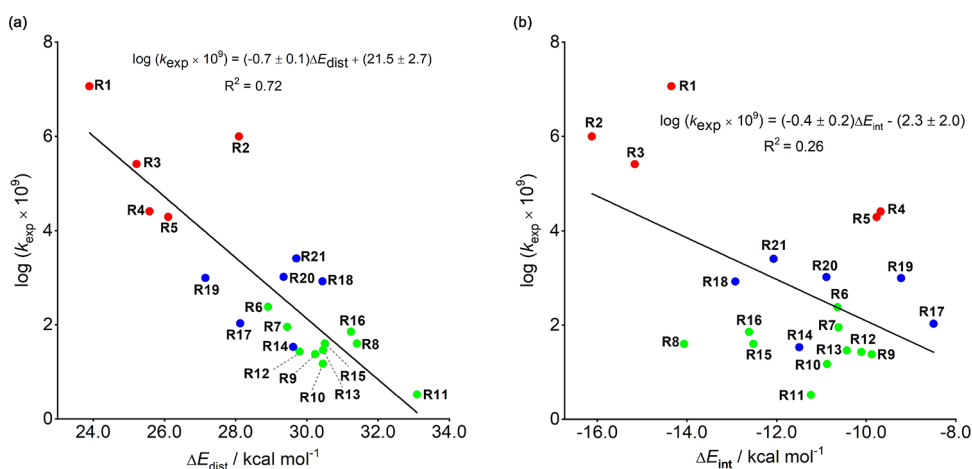 (a)
log (kexp × 10⁹) = (-0.7 ± 0.1)ΔEdist + (21.5 ± 2.7)
R² = 0.72
log (kexp × 10⁹)
8
6
4
2
0
R1
R2
R3
R4
R5
R21
R20
R18
R19
R6
R17
R7
R16
R14
R8
R12
R9
R15
R13
R10
R11
24.0 26.0 28.0 30.0 32.0 34.0
ΔEdist / kcal mol⁻¹
(b)
log (kexp × 10⁹) = (-0.4 ± 0.2)ΔEint - (2.3 ± 2.0)
R² = 0.26
log (kexp × 10⁹)
8
6
4
2
0
R1
R2
R3
R4
R5
R21
R20
R19
R18
R6
R17
R16
R7
R8
R14
R15
R13
R12
R9
R10
R11
-16.0 -14.0 -12.0 -10.0 -8.0
ΔEint / kcal mol⁻¹